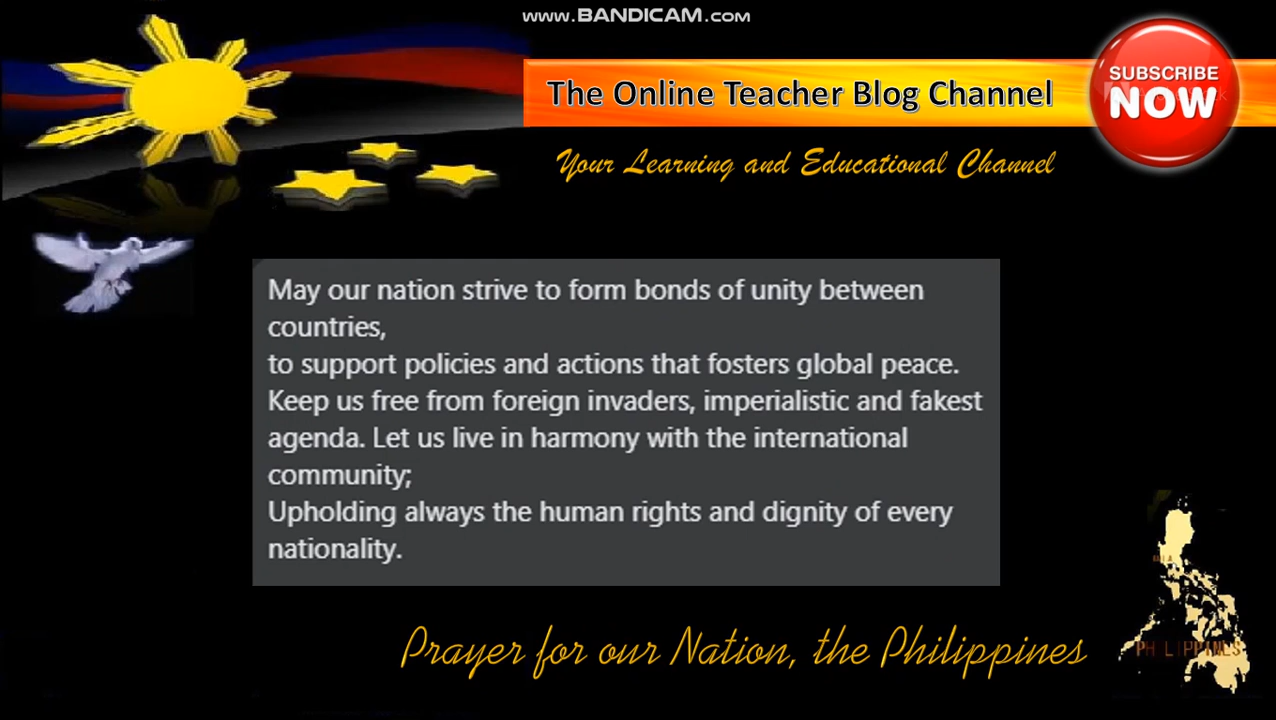 www.BANDICAM.com
The Online Teacher Blog Channel
SUBSCRIBE
NOW
Your Learning and Educational Channel
May our nation strive to form bonds of unity between
countries,
to support policies and actions that fosters global peace.
Keep us free from foreign invaders, imperialistic and fakest
agenda. Let us live in harmony with the international
community;
Upholding always the human rights and dignity of every
nationality.
Prayer for our Nation, the Philippines
PHILIPPINES